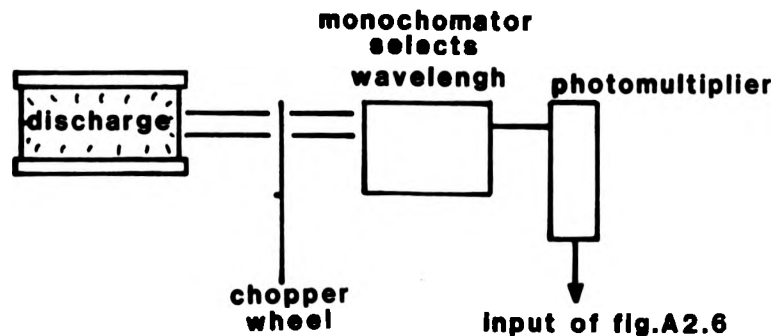 monochomator
selects
wavelengh
photomultiplier
discharge
chopper
wheel
input of fig.A2.6